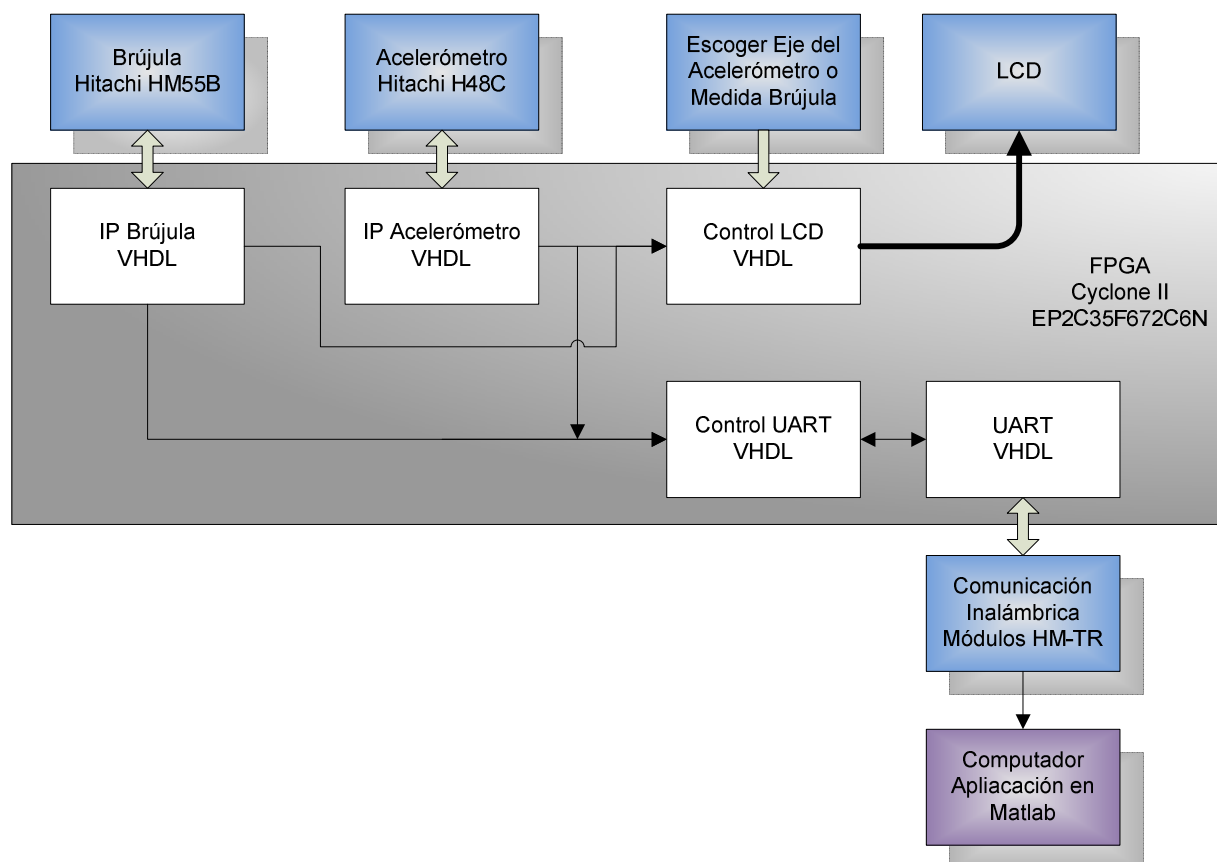 Brújula
Hitachi HM55B
Acelerómetro
Hitachi H48C
Escoger Eje del
Acelerómetro o
Medida Brújula
LCD
IP Brújula
VHDL
IP Acelerómetro
VHDL
Control LCD
VHDL
FPGA
Cyclone II
EP2C35F672C6N
Control UART
VHDL
UART
VHDL
Comunicación
Inalámbrica
Módulos HM-TR
Computador
Apliacación en
Matlab